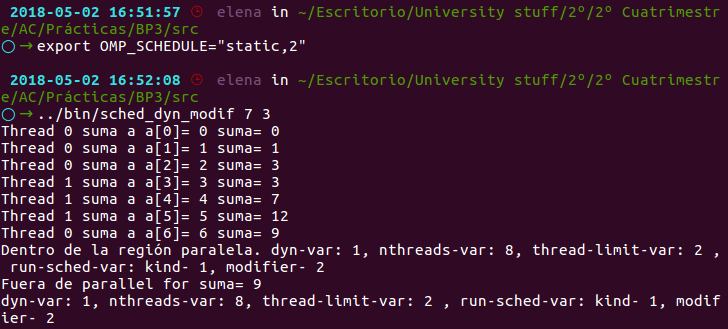 2018-05-02 16:51:57 elena in ~/Escritorio/University stuff/2º/2º Cuatrimestr
e/AC/Prácticas/BP3/src
○ → export OMP_SCHEDULE="static,2"
2018-05-02 16:52:08 elena in ~/Escritorio/University stuff/2º/2º Cuatrimestr
e/AC/Prácticas/BP3/src
○ → ../bin/sched_dyn_modif 7 3
Thread 0 suma a a[0]= 0 suma= 0
Thread 0 suma a a[1]= 1 suma= 1
Thread 0 suma a a[2]= 2 suma= 3
Thread 1 suma a a[3]= 3 suma= 3
Thread 1 suma a a[4]= 4 suma= 7
Thread 1 suma a a[5]= 5 suma= 12
Thread 0 suma a a[6]= 6 suma= 9
Dentro de la región paralela. dyn-var: 1, nthreads-var: 8, thread-limit-var: 2 ,
run-sched-var: kind- 1, modifier- 2
Fuera de parallel for suma= 9
dyn-var: 1, nthreads-var: 8, thread-limit-var: 2 , run-sched-var: kind- 1, modif
ier- 2